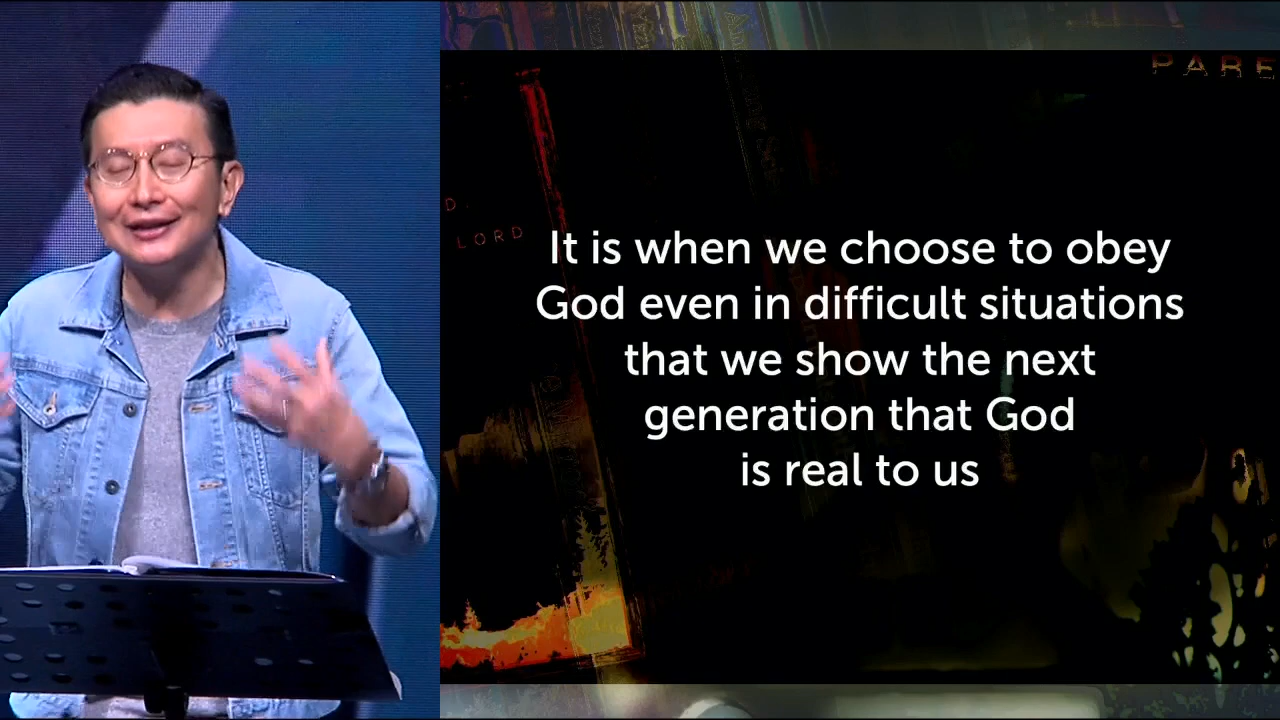 PARE
D.
LORD
It is when we choose to obey
God even in difficult situations
that we show the next
generation that God
is real to us